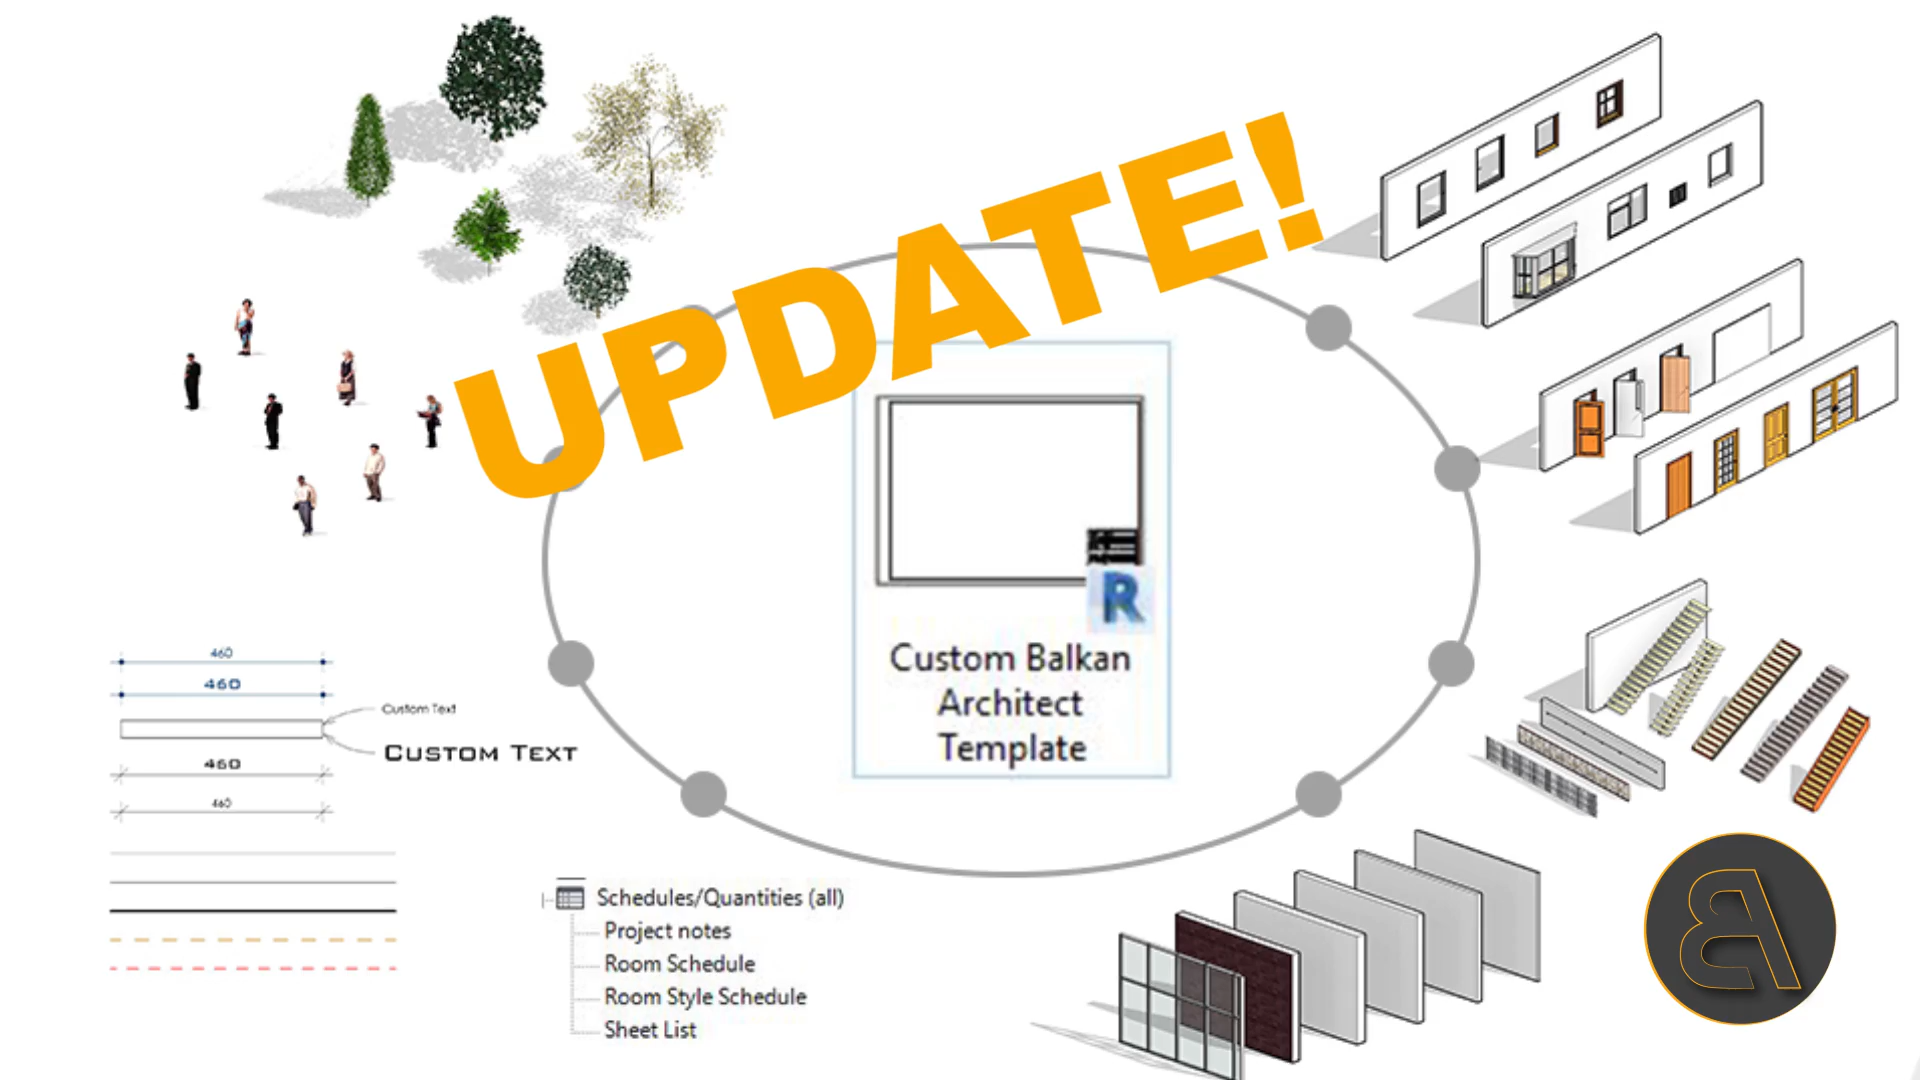 UPDATE!
R
Custom Balkan
Architect
Template
460
460
Custom Text
CUSTOM TEXT
460
460
Schedules/Quantities (all)
Project notes
Room Schedule
Room Style Schedule
Sheet List